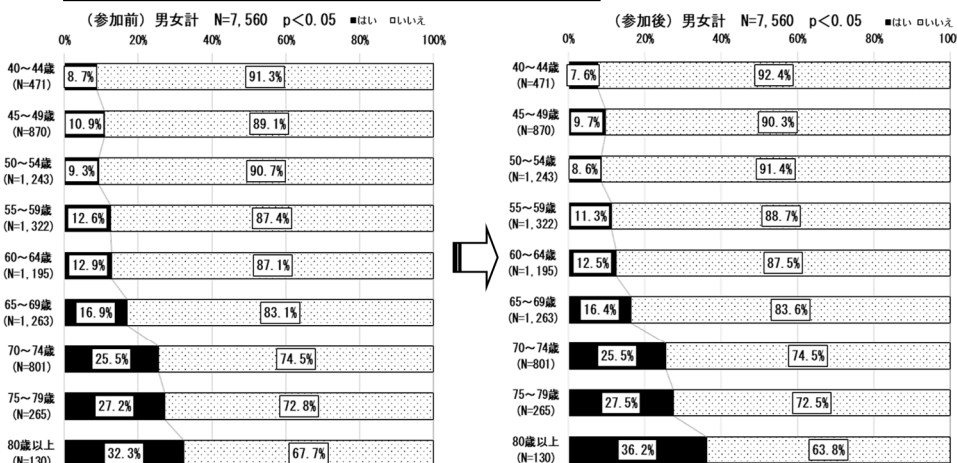 (参加前)男女計 N=7,560 p<0.05 ■はい □いいえ
0% 20% 40% 60% 80% 100%
40～44歳
(N=471)
8.7% 91.3%
45～49歳
(N=870)
10.9% 89.1%
50～54歳
(N=1,243)
9.3% 90.7%
55～59歳
(N=1,322)
12.6% 87.4%
60～64歳
(N=1,195)
12.9% 87.1%
65～69歳
(N=1,263)
16.9% 83.1%
70～74歳
(N=801)
25.5% 74.5%
75～79歳
(N=265)
27.2% 72.8%
80歳以上
(N=130)
32.3% 67.7%
(参加後)男女計 N=7,560 p<0.05 ■はい □いいえ
0% 20% 40% 60% 80% 100
40～44歳
(N=471)
7.6% 92.4%
45～49歳
(N=870)
9.7% 90.3%
50～54歳
(N=1,243)
8.6% 91.4%
55～59歳
(N=1,322)
11.3% 88.7%
60～64歳
(N=1,195)
12.5% 87.5%
65～69歳
(N=1,263)
16.4% 83.6%
70～74歳
(N=801)
25.5% 74.5%
75～79歳
(N=265)
27.5% 72.5%
80歳以上
(N=130)
36.2% 63.8%